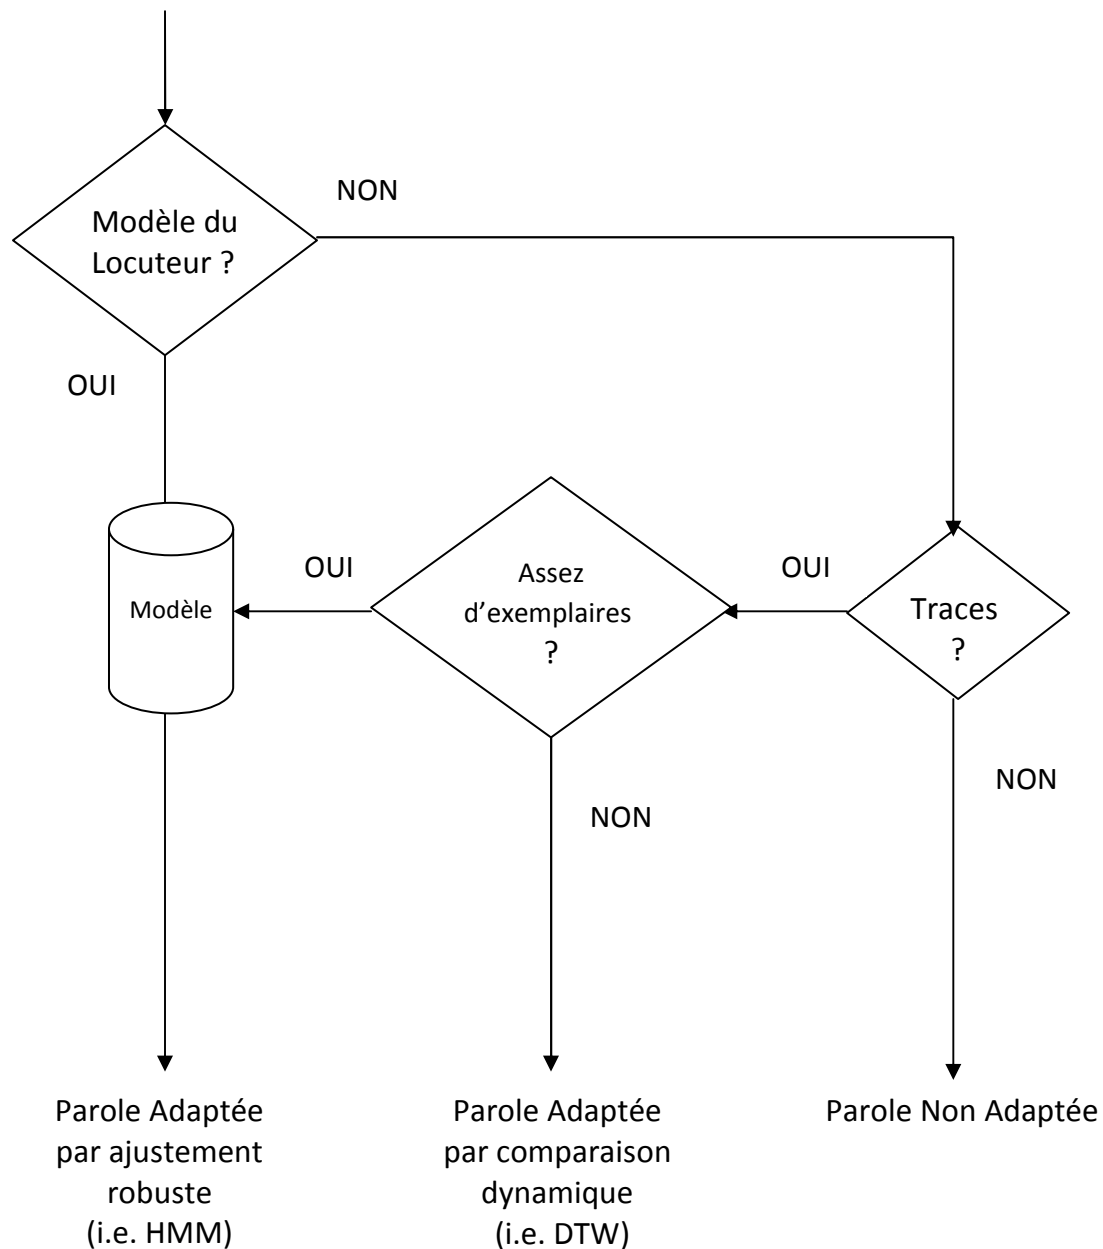 NON
Modèle du
Locuteur ?
OUI
OUI
Assez
d’exemplaires
?
OUI
Modèle
Traces
?
NON
NON
Parole Adaptée
par ajustement
robuste
(i.e. HMM)
Parole Adaptée
par comparaison
dynamique
(i.e. DTW)
Parole Non Adaptée